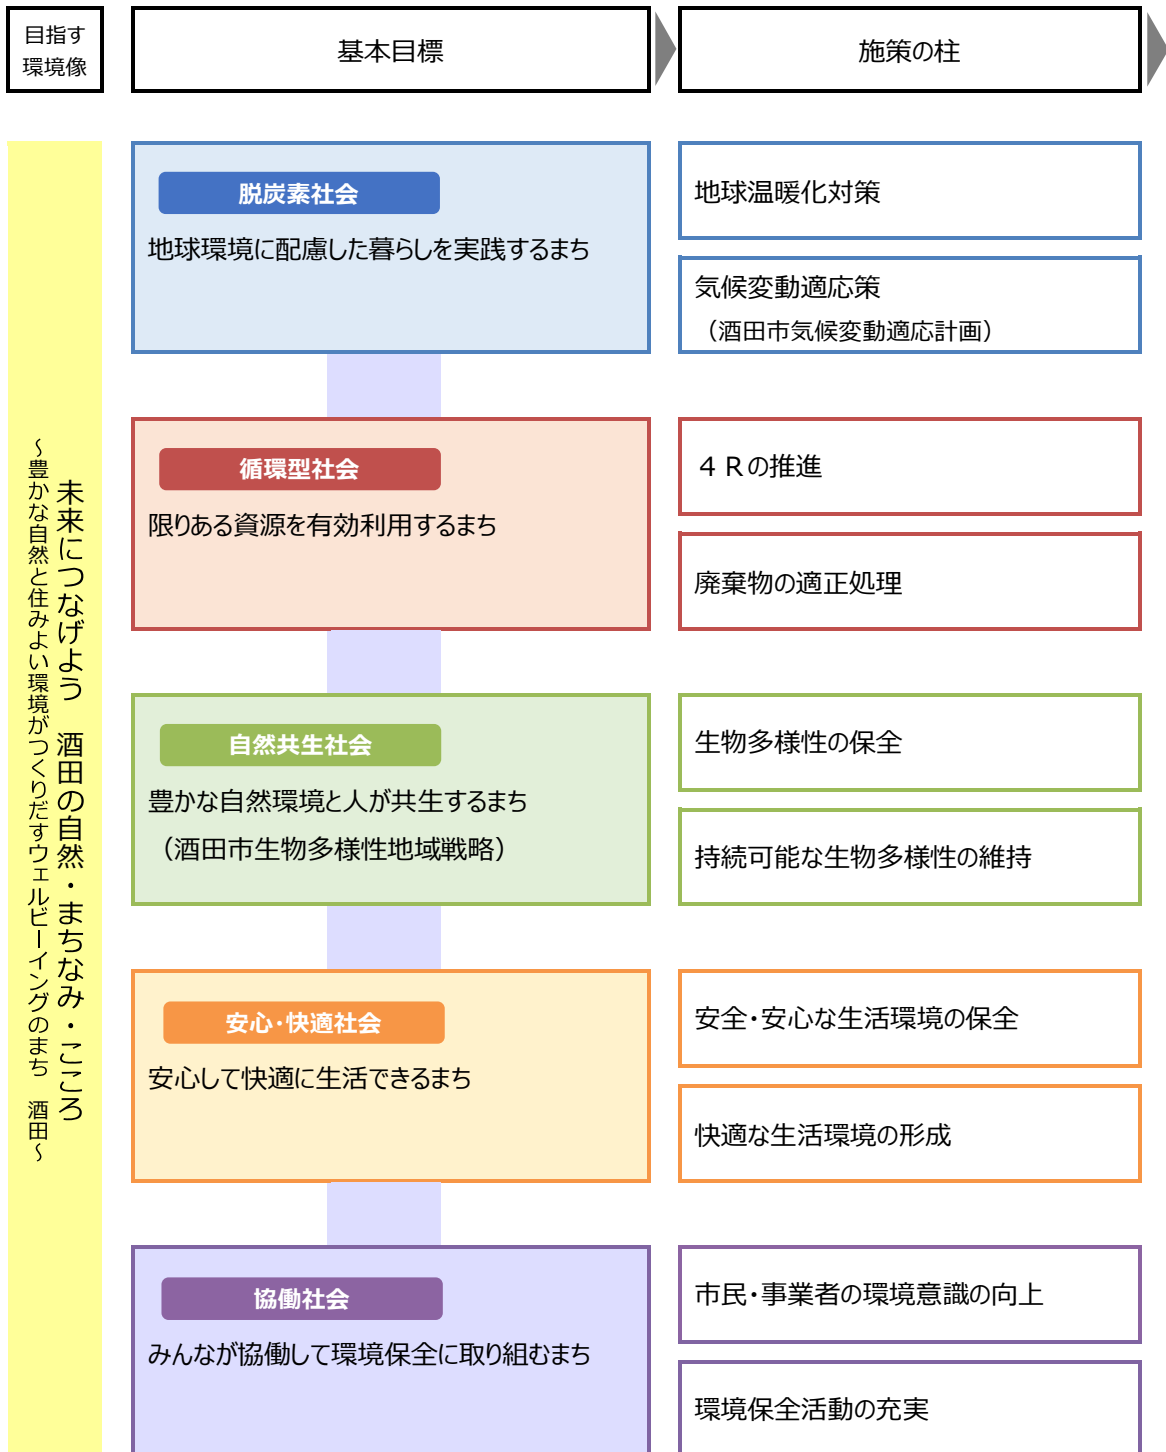 目指す
環境像
基本目標
施策の柱
未来につなげよう　酒田の自然・まちなみ・こころ
～豊かな自然と住みよい環境がつくりだすウェルビーイングのまち　酒田～
脱炭素社会
地球環境に配慮した暮らしを実践するまち
地球温暖化対策
気候変動適応策
（酒田市気候変動適応計画）
循環型社会
限りある資源を有効利用するまち
４Ｒの推進
廃棄物の適正処理
自然共生社会
豊かな自然環境と人が共生するまち
（酒田市生物多様性地域戦略）
生物多様性の保全
持続可能な生物多様性の維持
安心・快適社会
安心して快適に生活できるまち
安全・安心な生活環境の保全
快適な生活環境の形成
協働社会
みんなが協働して環境保全に取り組むまち
市民・事業者の環境意識の向上
環境保全活動の充実